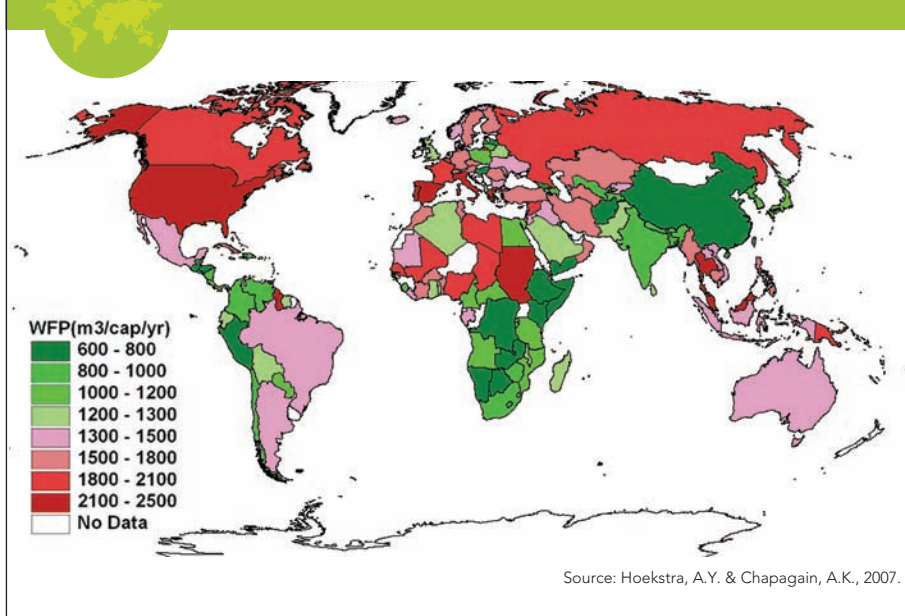 WFP(m3/cap/yr)
600 - 800
800 - 1000
1000 - 1200
1200 - 1300
1300 - 1500
1500 - 1800
1800 - 2100
2100 - 2500
No Data
Source: Hoekstra, A.Y. & Chapagain, A.K., 2007.